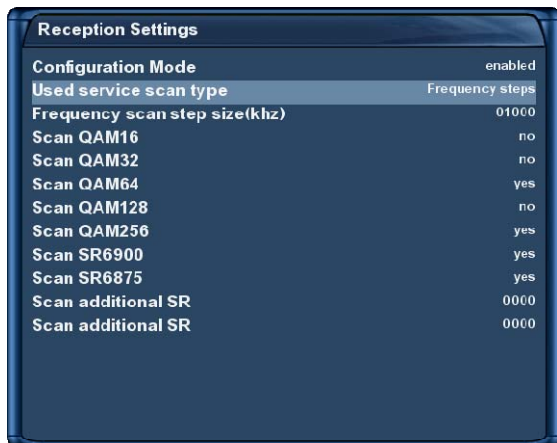 Reception Settings
Configuration Mode enabled
Used service scan type Frequency steps
Frequency scan step size(khz) 01000
Scan QAM16 no
Scan QAM32 no
Scan QAM64 yes
Scan QAM128 no
Scan QAM256 yes
Scan SR6900 yes
Scan SR6875 yes
Scan additional SR 0000
Scan additional SR 0000